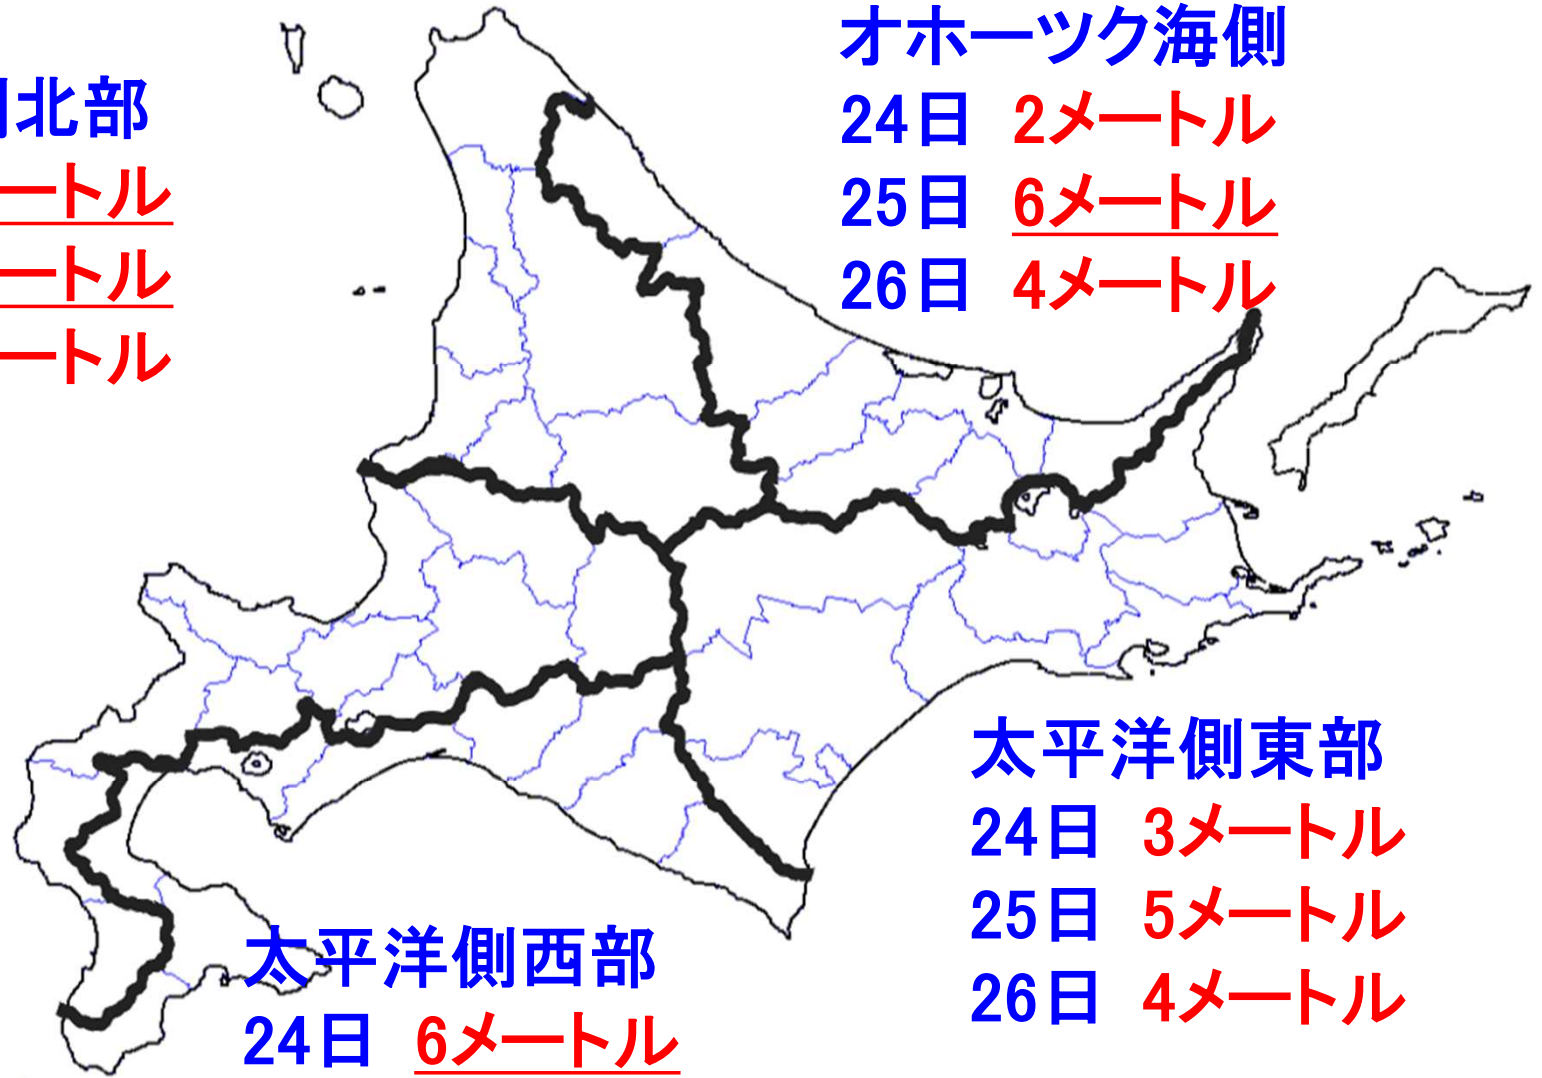 オホーツク海側
24日 2メートル
25日 6メートル
26日 4メートル
北部
ートル
ートル
ートル
太平洋側東部
24日 3メートル
25日 5メートル
26日 4メートル
太平洋側西部
24日 6メートル